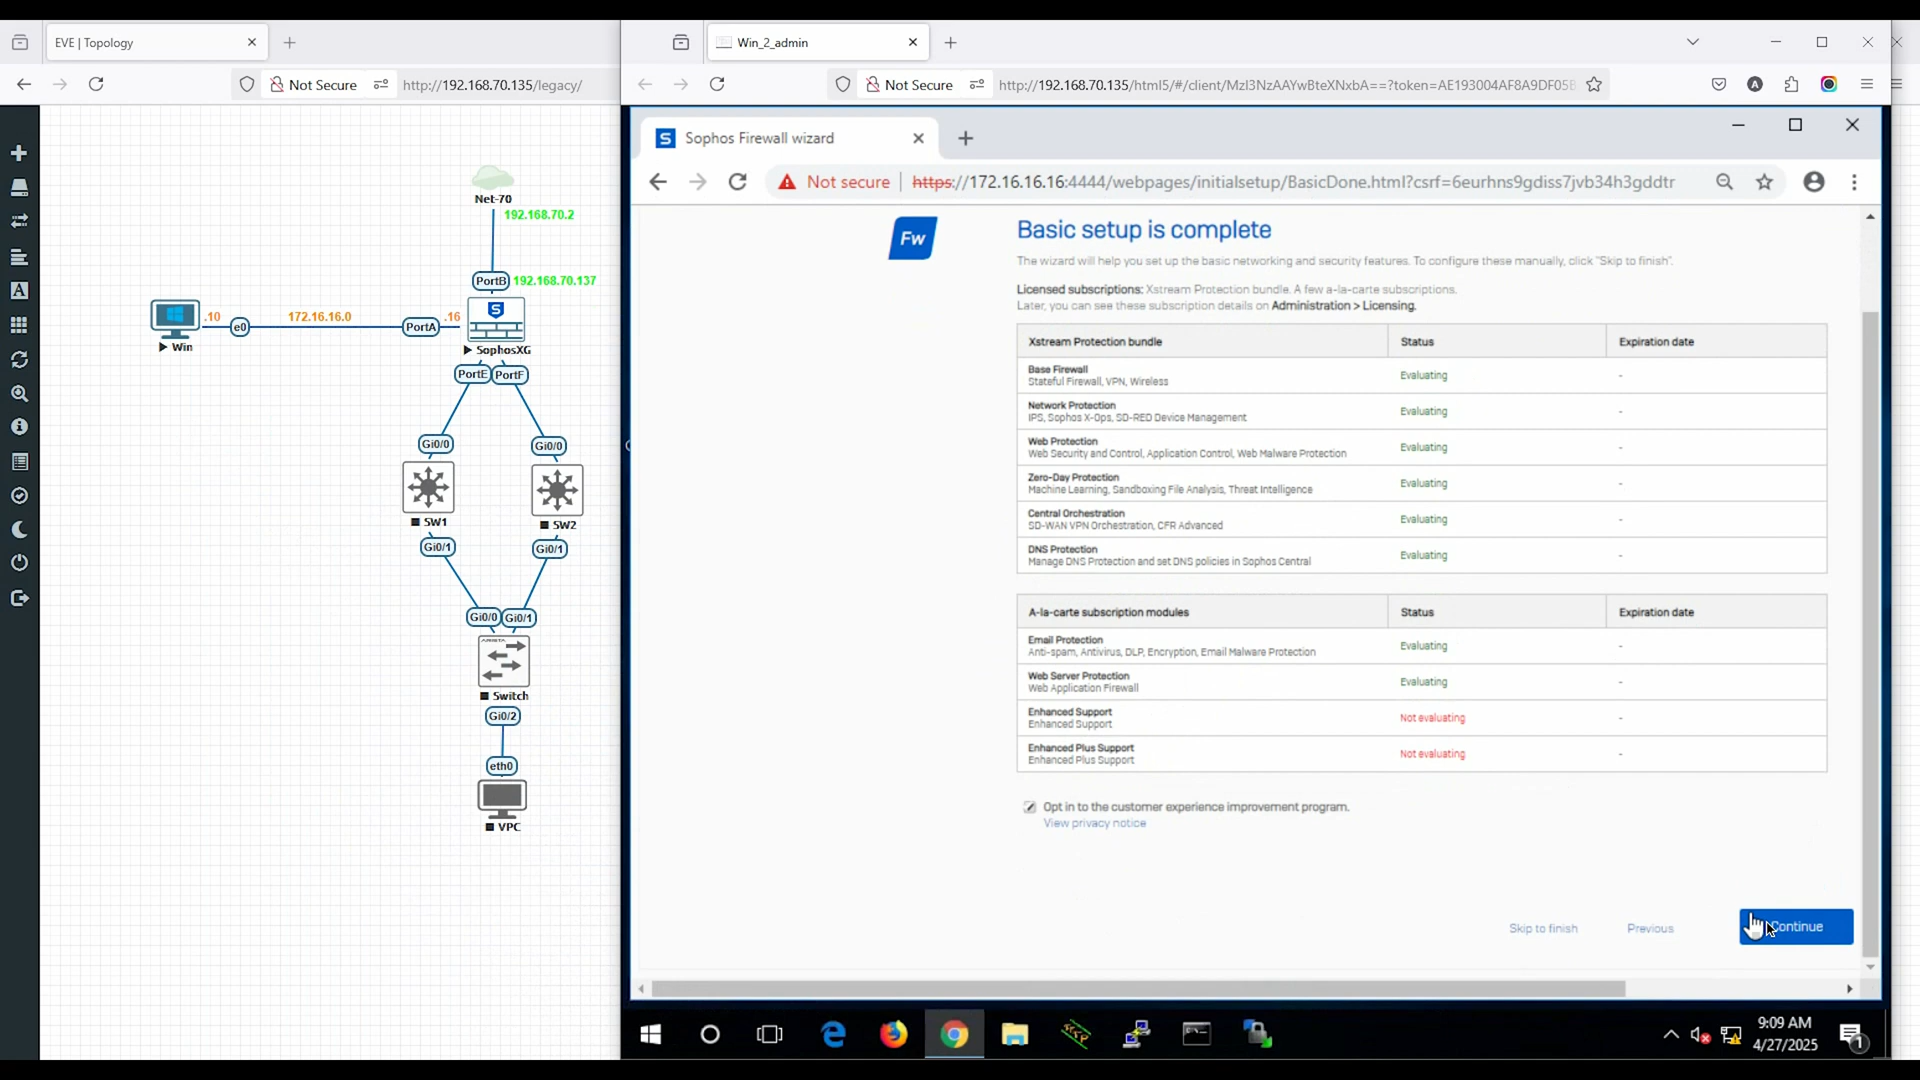 EVE | Topology
Not Secure
http://192.168.70.135/legacy/
Net-70
192.168.70.2
PortB
192.168.70.137
.10
e0
172.16.16.0
PortA
.16
Win
SophosXG
PortE
PortF
Gi0/0
Gi0/0
SW1
SW2
Gi0/1
Gi0/1
Gi0/0
Gi0/1
ARISTA
Switch
Gi0/2
eth0
VPC
Win_2_admin
Not Secure
http://192.168.70.135/html5/#/client/MzI3NzAAYwBteXNxbA==?token=AE193004AF8A9DF05B
Sophos Firewall wizard
Not secure
https://172.16.16.16:4444/webpages/initialsetup/BasicDone.html?csrf=6eurhns9gdiss7jvb34h3gddtr
Fw
Basic setup is complete
The wizard will help you set up the basic networking and security features. To configure these manually, click "Skip to finish".
Licensed subscriptions: Xstream Protection bundle. A few a-la-carte subscriptions.
Later, you can see these subscription details on Administration > Licensing.
Xstream Protection bundle Status Expiration date
Base Firewall
Stateful Firewall, VPN, Wireless
Evaluating -
Network Protection
IPS, Sophos X-Ops, SD-RED Device Management
Evaluating -
Web Protection
Web Security and Control, Application Control, Web Malware Protection
Evaluating -
Zero-Day Protection
Machine Learning, Sandboxing File Analysis, Threat Intelligence
Evaluating -
Central Orchestration
SD-WAN VPN Orchestration, CFR Advanced
Evaluating -
DNS Protection
Manage DNS Protection and set DNS policies in Sophos Central
Evaluating -
A-la-carte subscription modules Status Expiration date
Email Protection
Anti-spam, Antivirus, DLP, Encryption, Email Malware Protection
Evaluating -
Web Server Protection
Web Application Firewall
Evaluating -
Enhanced Support
Enhanced Support
Not evaluating -
Enhanced Plus Support
Enhanced Plus Support
Not evaluating -
Opt in to the customer experience improvement program.
View privacy notice
Skip to finish
Previous
Continue
9:09 AM
4/27/2025
1